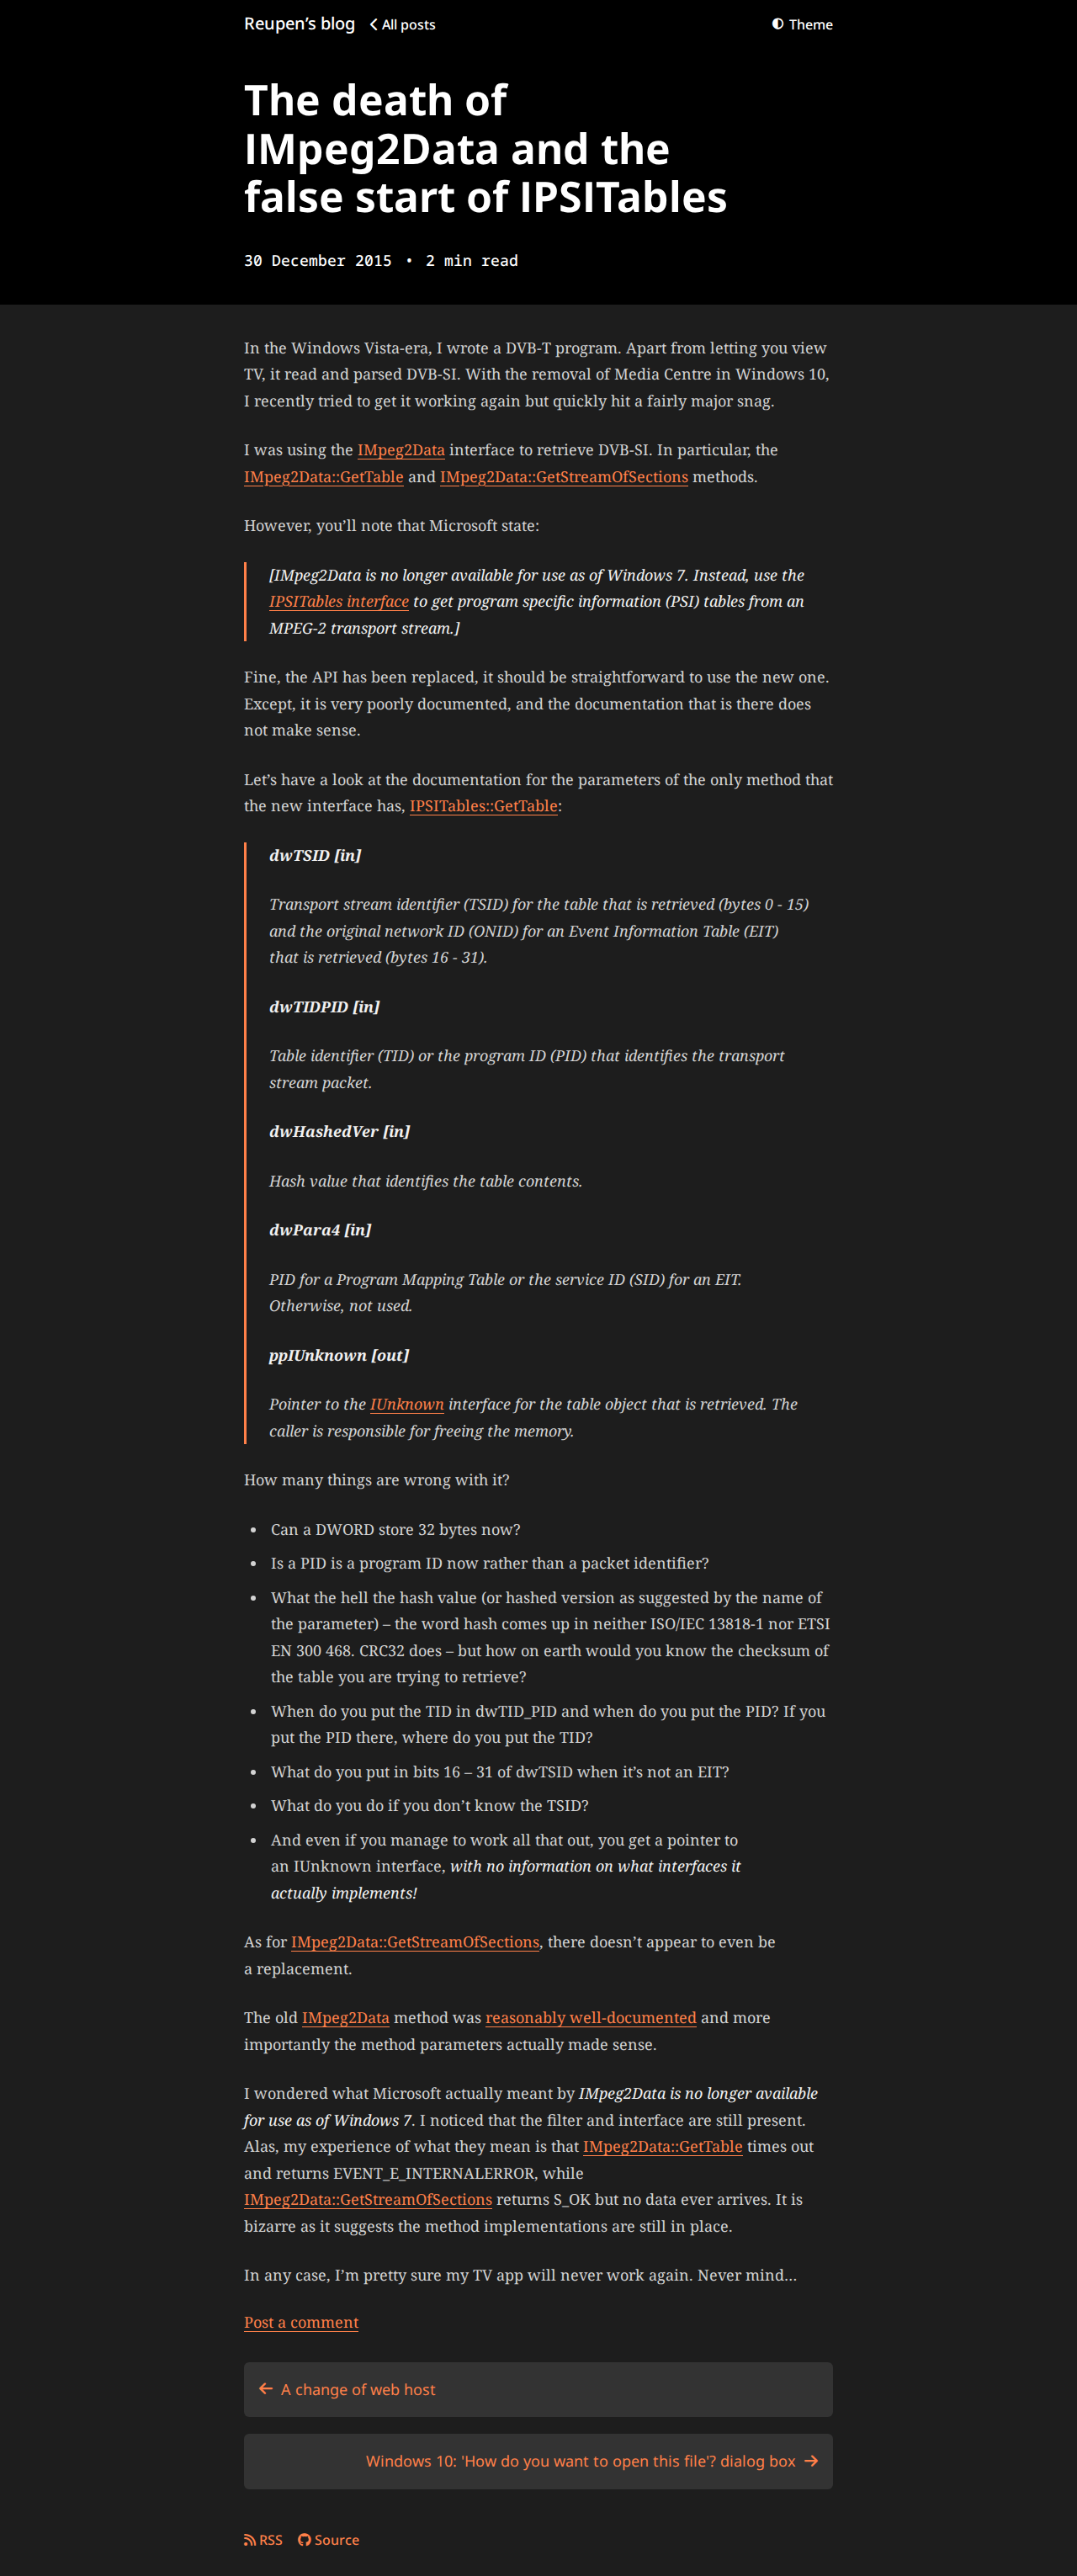 Reupen’s blog All posts Theme
The death of
IMpeg2Data and the
false start of IPSITables
30 December 2015 • 2 min read
In the Windows Vista-era, I wrote a DVB-T program. Apart from letting you view
TV, it read and parsed DVB-SI. With the removal of Media Centre in Windows 10,
I recently tried to get it working again but quickly hit a fairly major snag.
I was using the IMpeg2Data interface to retrieve DVB-SI. In particular, the
IMpeg2Data::GetTable and IMpeg2Data::GetStreamOfSections methods.
However, you’ll note that Microsoft state:
[IMpeg2Data is no longer available for use as of Windows 7. Instead, use the
IPSITables interface to get program specific information (PSI) tables from an
MPEG-2 transport stream.]
Fine, the API has been replaced, it should be straightforward to use the new one.
Except, it is very poorly documented, and the documentation that is there does
not make sense.
Let’s have a look at the documentation for the parameters of the only method that
the new interface has, IPSITables::GetTable:
dwTSID [in]
Transport stream identifier (TSID) for the table that is retrieved (bytes 0 - 15)
and the original network ID (ONID) for an Event Information Table (EIT)
that is retrieved (bytes 16 - 31).
dwTIDPID [in]
Table identifier (TID) or the program ID (PID) that identifies the transport
stream packet.
dwHashedVer [in]
Hash value that identifies the table contents.
dwPara4 [in]
PID for a Program Mapping Table or the service ID (SID) for an EIT.
Otherwise, not used.
ppIUnknown [out]
Pointer to the IUnknown interface for the table object that is retrieved. The
caller is responsible for freeing the memory.
How many things are wrong with it?
• Can a DWORD store 32 bytes now?
• Is a PID is a program ID now rather than a packet identifier?
• What the hell the hash value (or hashed version as suggested by the name of
the parameter) – the word hash comes up in neither ISO/IEC 13818-1 nor ETSI
EN 300 468. CRC32 does – but how on earth would you know the checksum of
the table you are trying to retrieve?
• When do you put the TID in dwTID_PID and when do you put the PID? If you
put the PID there, where do you put the TID?
• What do you put in bits 16 – 31 of dwTSID when it’s not an EIT?
• What do you do if you don’t know the TSID?
• And even if you manage to work all that out, you get a pointer to
an IUnknown interface, with no information on what interfaces it
actually implements!
As for IMpeg2Data::GetStreamOfSections, there doesn’t appear to even be
a replacement.
The old IMpeg2Data method was reasonably well-documented and more
importantly the method parameters actually made sense.
I wondered what Microsoft actually meant by IMpeg2Data is no longer available
for use as of Windows 7. I noticed that the filter and interface are still present.
Alas, my experience of what they mean is that IMpeg2Data::GetTable times out
and returns EVENT_E_INTERNALERROR, while
IMpeg2Data::GetStreamOfSections returns S_OK but no data ever arrives. It is
bizarre as it suggests the method implementations are still in place.
In any case, I’m pretty sure my TV app will never work again. Never mind…
Post a comment
← A change of web host
Windows 10: 'How do you want to open this file'? dialog box →
RSS Source